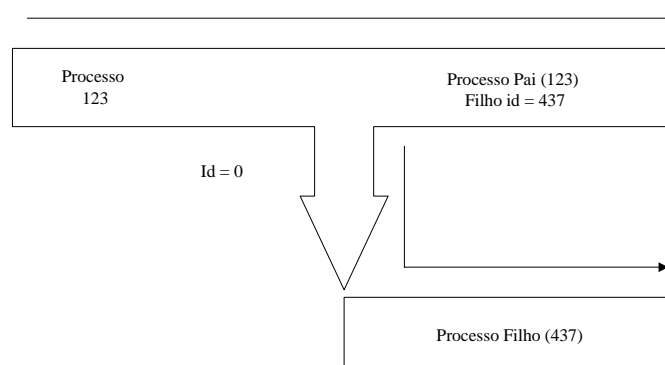 Processo
123
Processo Pai (123)
Filho id = 437
Id = 0
Processo Filho (437)